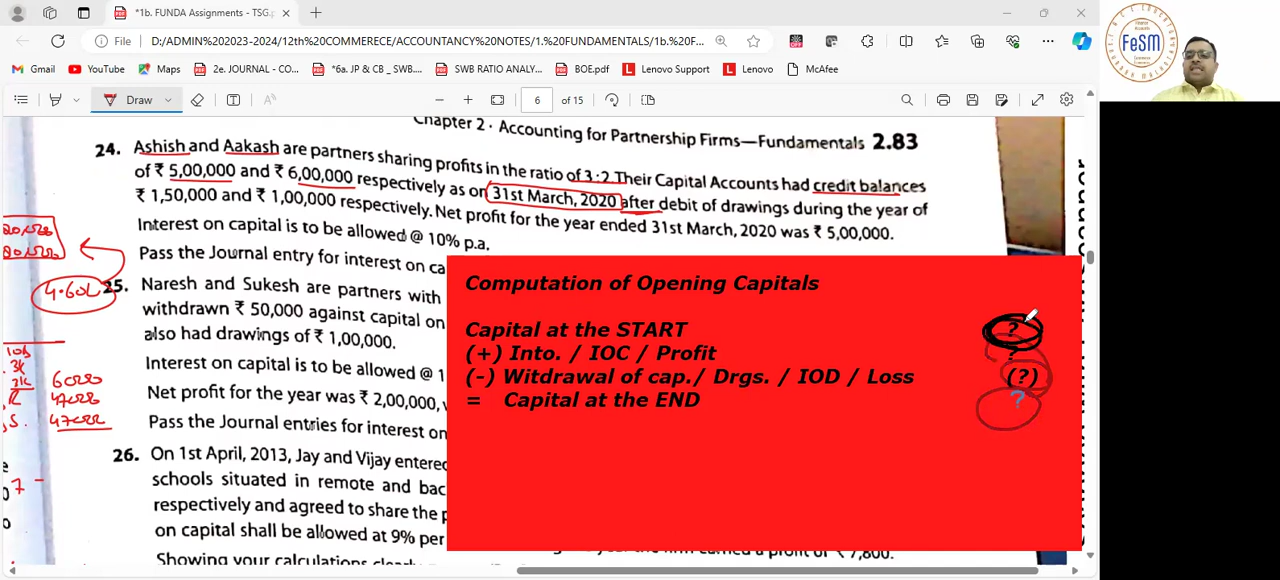 *1b. FUNDA Assignments - TSG.p
File
D:/ADMIN%202023-2024/12th%20COMMERECE/ACCOUNTANCY%20NOTES/1.%20FUNDAMENTALS/1b.%20F...
Gmail
YouTube
Maps
2e. JOURNAL - CO...
*6a. JP & CB _ SWB....
SWB RATIO ANALY...
BOE.pdf
Lenovo Support
Lenovo
McAfee
Draw
6 of 15
FeSM
Chapter 2 · Accounting for Partnership Firms—Fundamentals 2.83
24. Ashish and Aakash are partners sharing profits in the ratio of 3:2. Their Capital Accounts had credit balances
of ₹ 5,00,000 and ₹ 6,00,000 respectively as on 31st March, 2020 after debit of drawings during the year of
₹ 1,50,000 and ₹ 1,00,000 respectively. Net profit for the year ended 31st March, 2020 was ₹ 5,00,000.
Interest on capital is to be allowed @ 10% p.a.
Pass the Journal entry for interest on ca
4.60L
25. Naresh and Sukesh are partners with
withdrawn ₹ 50,000 against capital on
also had drawings of ₹ 1,00,000.
Interest on capital is to be allowed @ 1
Net profit for the year was ₹ 2,00,000,
Pass the Journal entries for interest on
26. On 1st April, 2013, Jay and Vijay entered
schools situated in remote and bac
respectively and agreed to share the p
on capital shall be allowed at 9% per
Showing your calculations clearly
Computation of Opening Capitals
Capital at the START ?
(+) Into. / IOC / Profit ?
(-) Witdrawal of cap./ Drgs. / IOD / Loss (?)
= Capital at the END ?